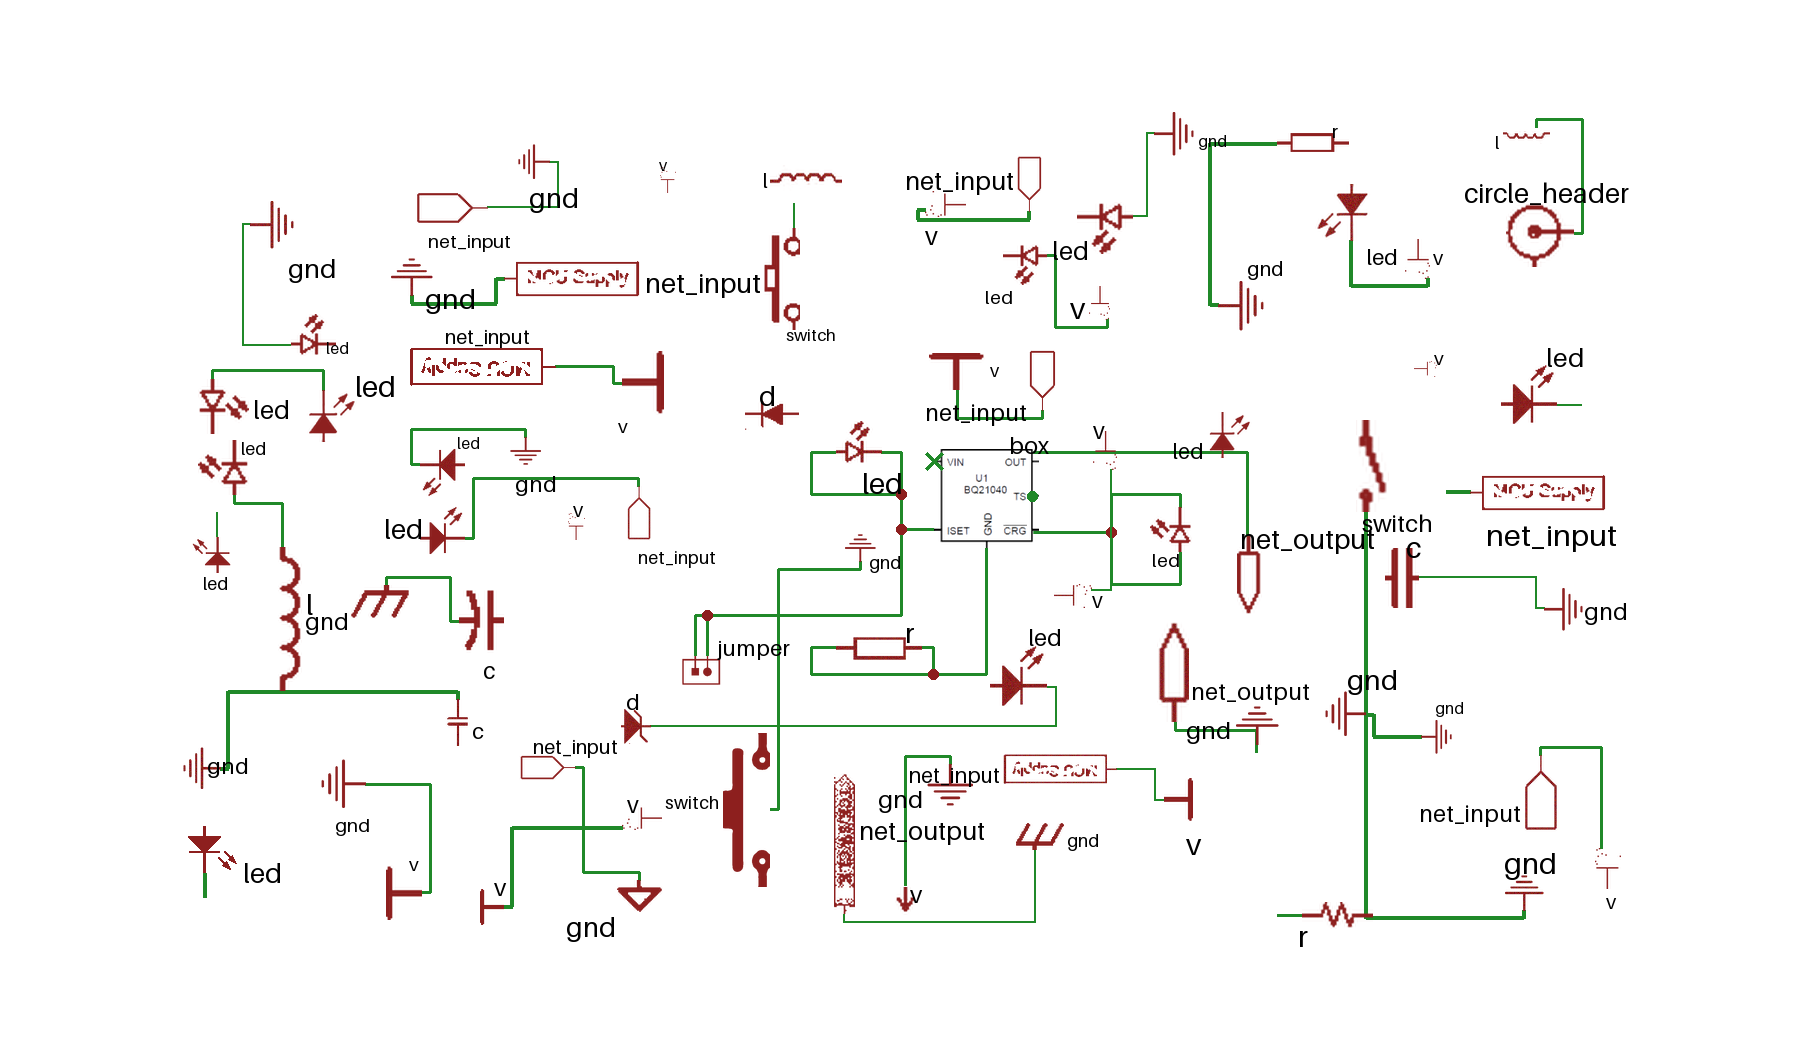 gnd
v
net_input
l
net_input
v
gnd
r
l
circle_header
gnd
net_input
gnd
MCU Supply
net_input
switch
led
led
v
gnd
led
v
led
net_input
v
net_input
v
led
led
led
d
led
gnd
led
v
net_input
led
box
v
led
VIN
OUT
U1
BQ21040
TS
ISET
GND
CRG
led
gnd
led
v
net_output
switch
c
MCU Supply
net_input
l
gnd
c
jumper
r
led
v
gnd
net_output
gnd
gnd
gnd
d
c
net_input
gnd
gnd
v
led
v
gnd
v
switch
net_output
gnd
net_input
v
gnd
v
net_input
gnd
v
r